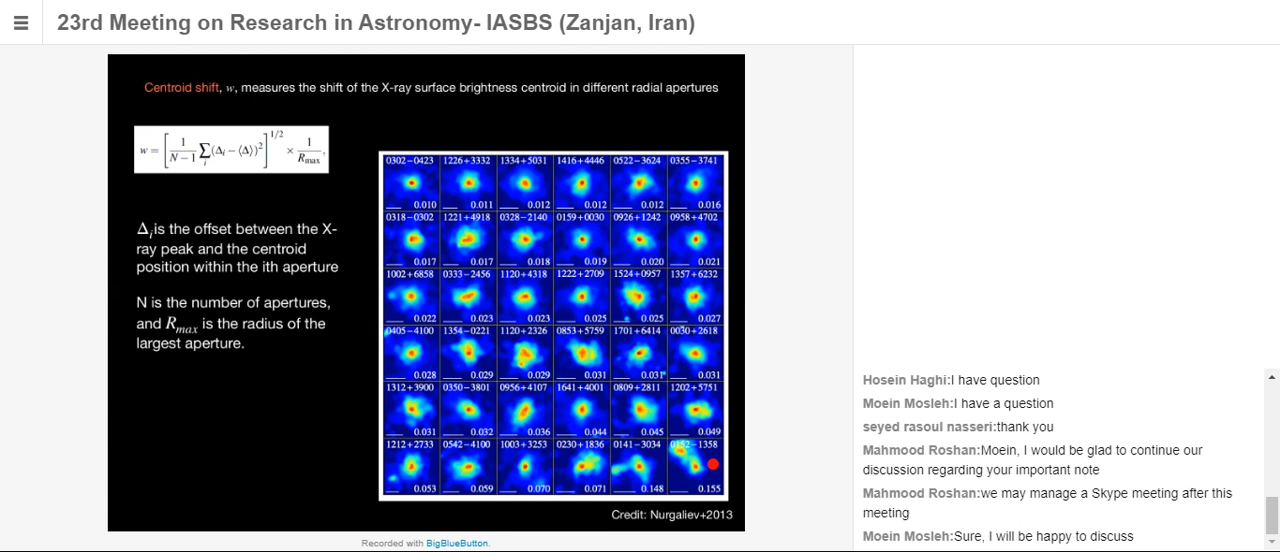 23rd Meeting on Research in Astronomy- IASBS (Zanjan, Iran)
Centroid shift, w, measures the shift of the X-ray surface brightness centroid in different radial apertures
w = [1/(N−1) ∑i (Δi − ⟨Δ⟩)²]^1/2 × 1/Rmax,
Δi is the offset between the X-
ray peak and the centroid
position within the ith aperture
N is the number of apertures,
and Rmax is the radius of the
largest aperture.
0302−0423 1226+3332 1334+5031 1416+4446 0522−3624 0355−3741
0.010 0.011 0.012 0.012 0.012 0.016
0318−0302 1221+4918 0328−2140 0159+0030 0926+1242 0958+4702
0.017 0.017 0.018 0.019 0.020 0.021
1002+6858 0333−2456 1120+4318 1222+2709 1524+0957 1357+6232
0.022 0.023 0.023 0.025 0.025 0.027
0405−4100 1354−0221 1120+2326 0853+5759 1701+6414 0030+2618
0.028 0.029 0.029 0.031 0.031 0.031
1312+3900 0350−3801 0956+4107 1641+4001 0809+2811 1202+5751
0.031 0.032 0.036 0.044 0.045 0.049
1212+2733 0542−4100 1003+3253 0230+1836 0141−3034 0152−1358
0.053 0.059 0.070 0.071 0.148 0.155
Credit: Nurgaliev+2013
Recorded with BigBlueButton.
Hosein Haghi:I have question
Moein Mosleh:I have a question
seyed rasoul nasseri:thank you
Mahmood Roshan:Moein, I would be glad to continue our
discussion regarding your important note
Mahmood Roshan:we may manage a Skype meeting after this
meeting
Moein Mosleh:Sure, I will be happy to discuss